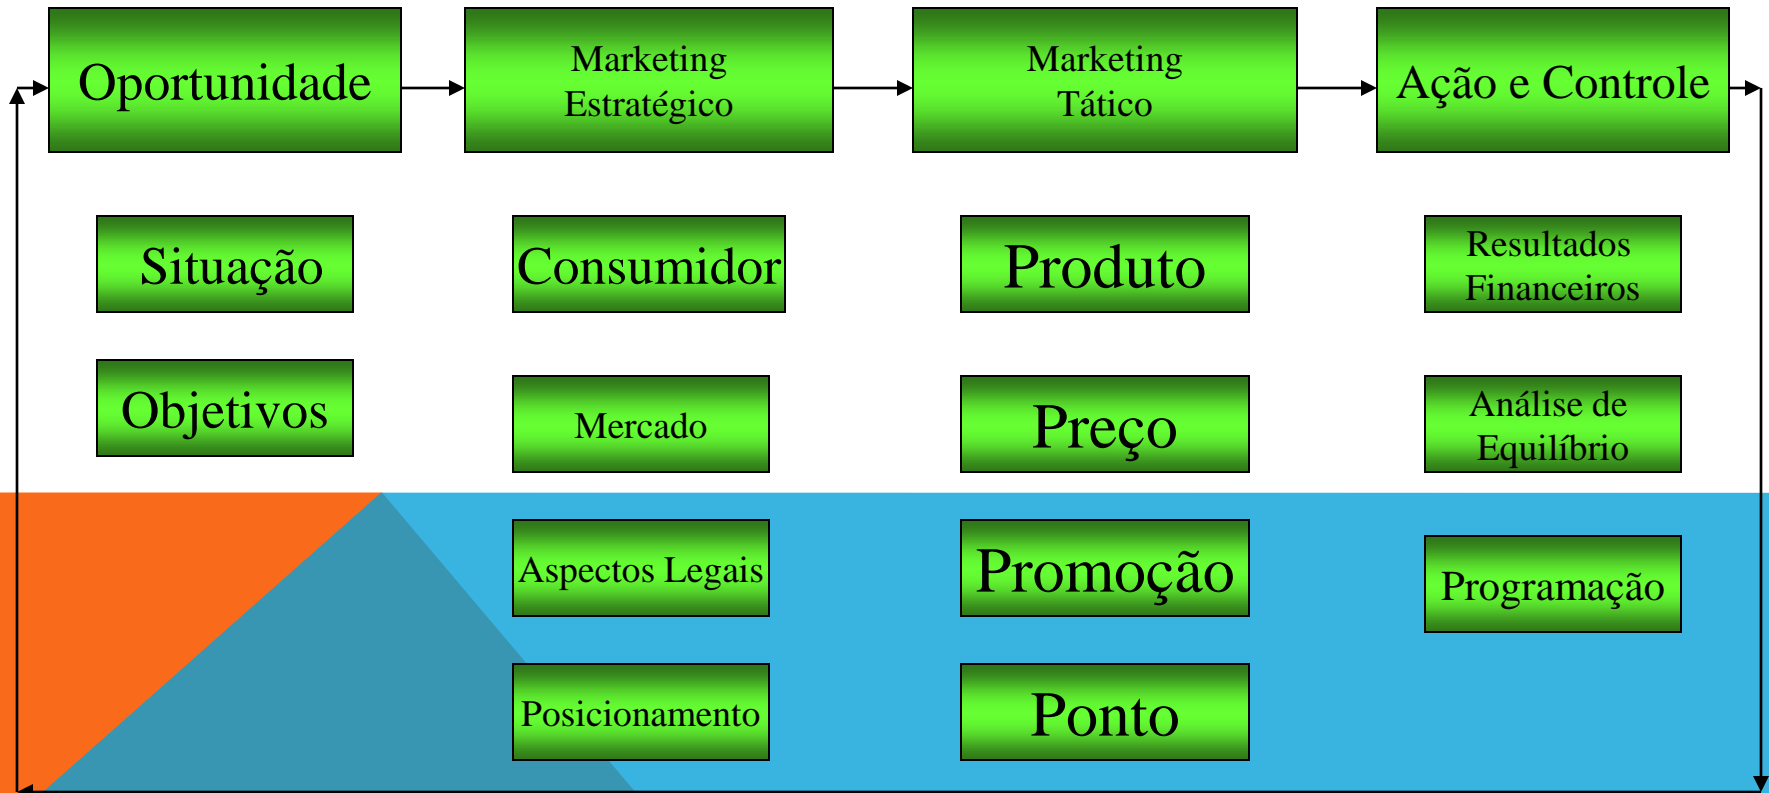 Oportunidade
Marketing
Estratégico
Marketing
Tático
Ação e Controle
Situação
Consumidor
Produto
Resultados
Financeiros
Objetivos
Mercado
Preço
Análise de
Equilíbrio
Aspectos Legais
Promoção
Programação
Posicionamento
Ponto